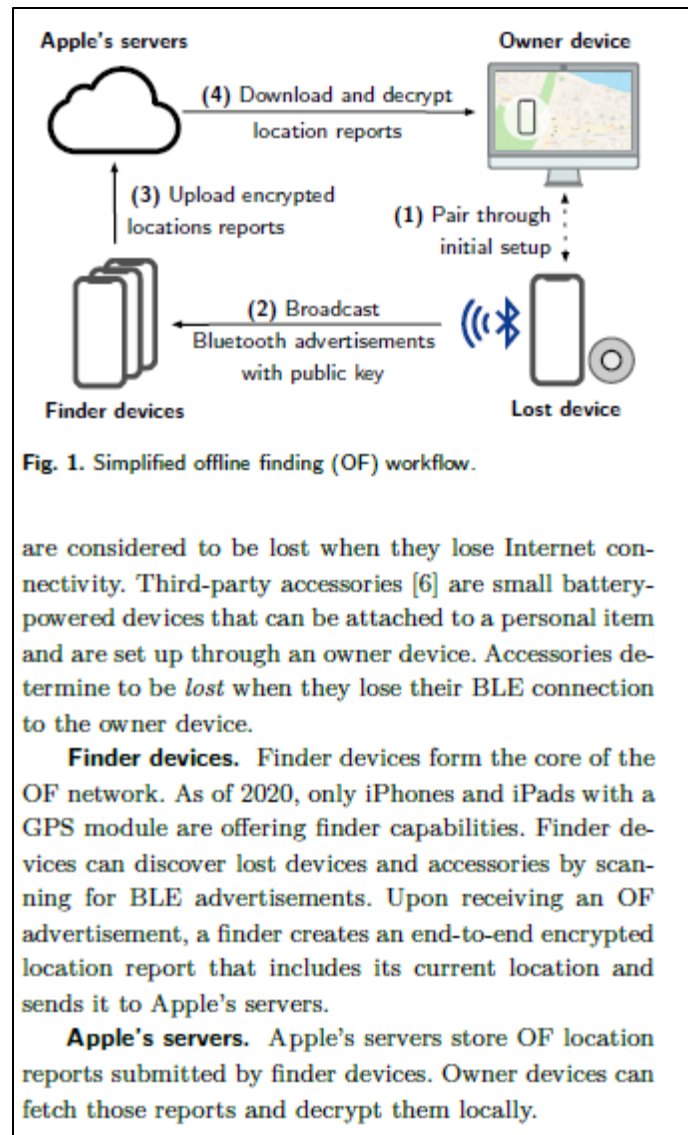 Apple's servers
Owner device
(4) Download and decrypt
location reports
(3) Upload encrypted
locations reports
(1) Pair through
initial setup
(2) Broadcast
Bluetooth advertisements
with public key
Finder devices
Lost device
Fig. 1. Simplified offline finding (OF) workflow.
are considered to be lost when they lose Internet con-
nectivity. Third-party accessories [6] are small battery-
powered devices that can be attached to a personal item
and are set up through an owner device. Accessories de-
termine to be lost when they lose their BLE connection
to the owner device.
Finder devices. Finder devices form the core of the
OF network. As of 2020, only iPhones and iPads with a
GPS module are offering finder capabilities. Finder de-
vices can discover lost devices and accessories by scan-
ning for BLE advertisements. Upon receiving an OF
advertisement, a finder creates an end-to-end encrypted
location report that includes its current location and
sends it to Apple's servers.
Apple's servers. Apple's servers store OF location
reports submitted by finder devices. Owner devices can
fetch those reports and decrypt them locally.